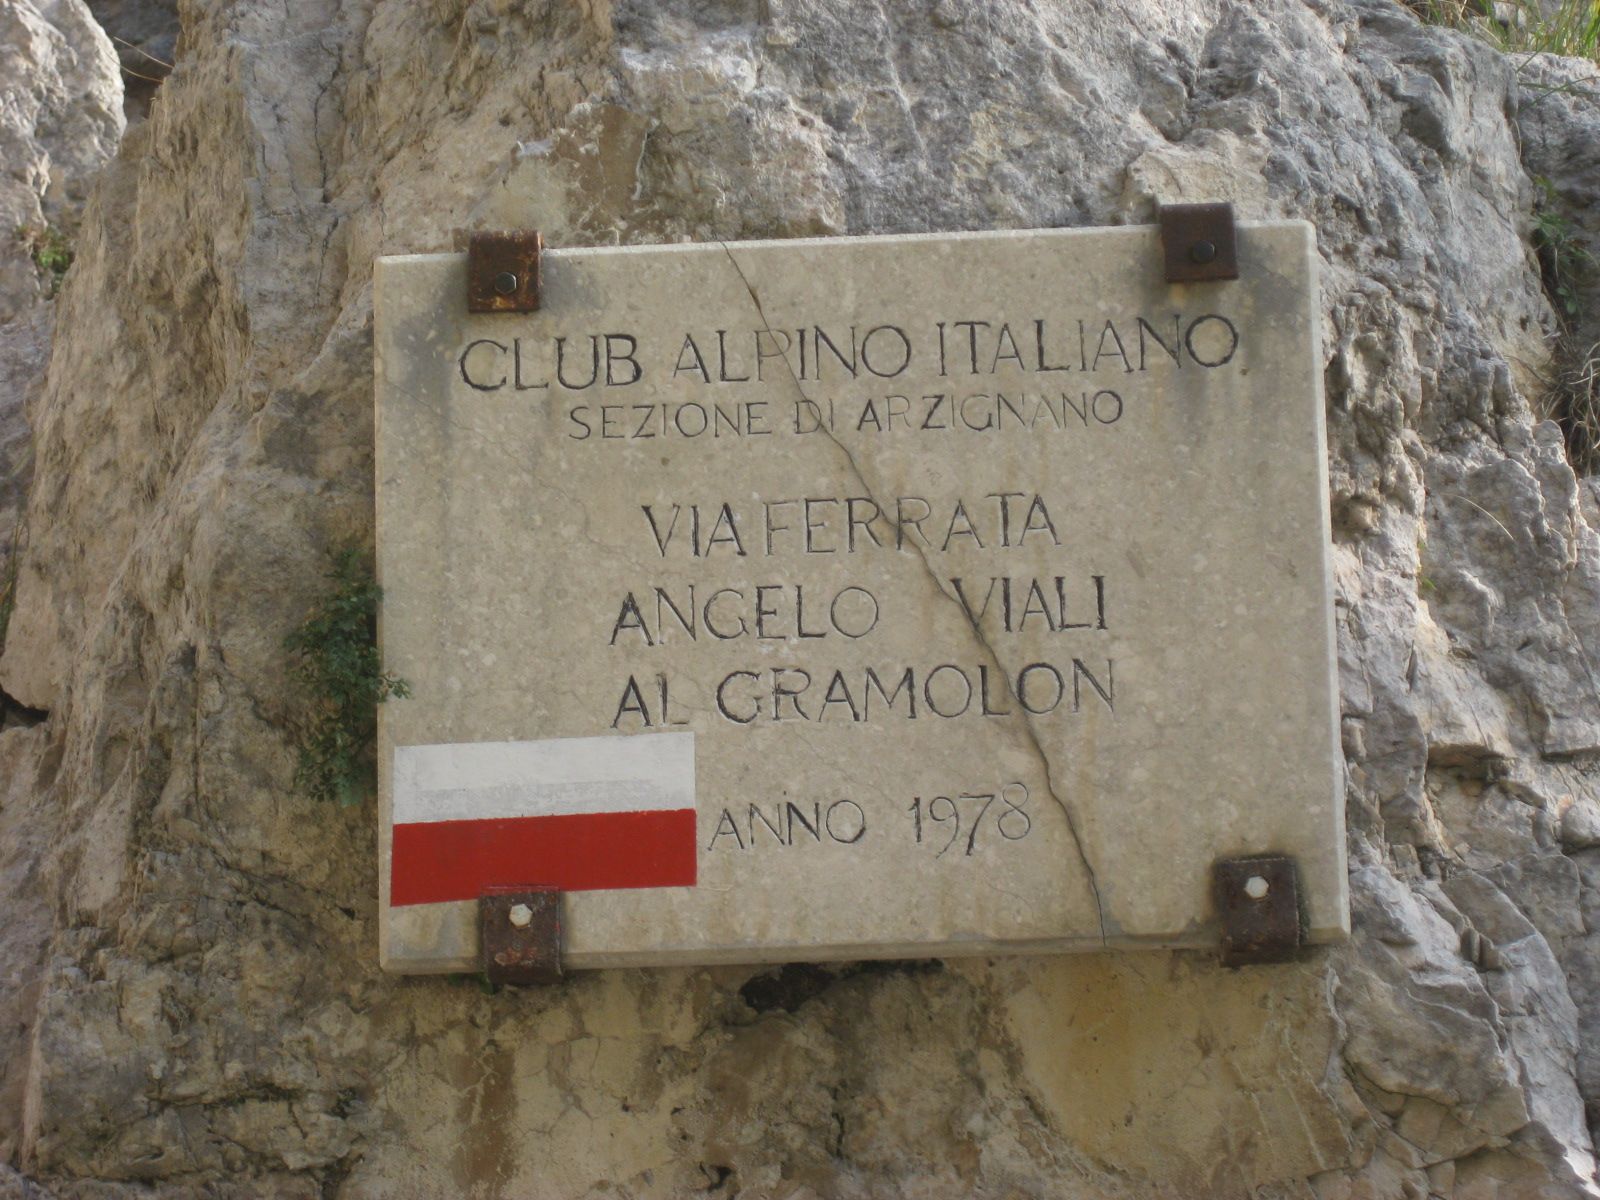 CLUB ALPINO ITALIANO
SEZIONE DI ARZIGNANO
VIA FERRATA
ANGELO VIALI
AL GRAMOLON
ANNO 1978